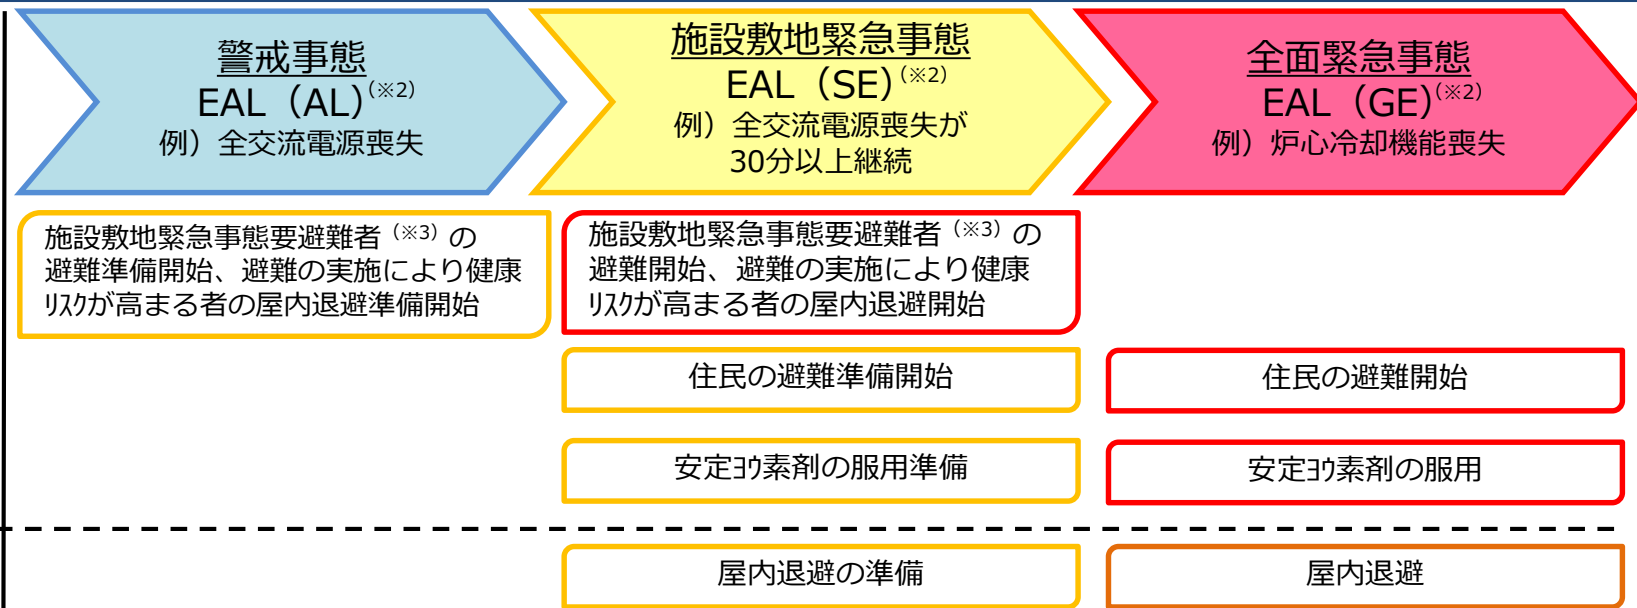 警戒事態
EAL（AL）(※2)
例）全交流電源喪失
施設敷地緊急事態
EAL（SE）(※2)
例）全交流電源喪失が
30分以上継続
全面緊急事態
EAL（GE）(※2)
例）炉心冷却機能喪失
施設敷地緊急事態要避難者（※3）の
避難準備開始、避難の実施により健康
ﾘｽｸが高まる者の屋内退避準備開始
施設敷地緊急事態要避難者（※3）の
避難開始、避難の実施により健康
ﾘｽｸが高まる者の屋内退避開始
住民の避難準備開始
住民の避難開始
安定ﾖｳ素剤の服用準備
安定ﾖｳ素剤の服用
屋内退避の準備
屋内退避